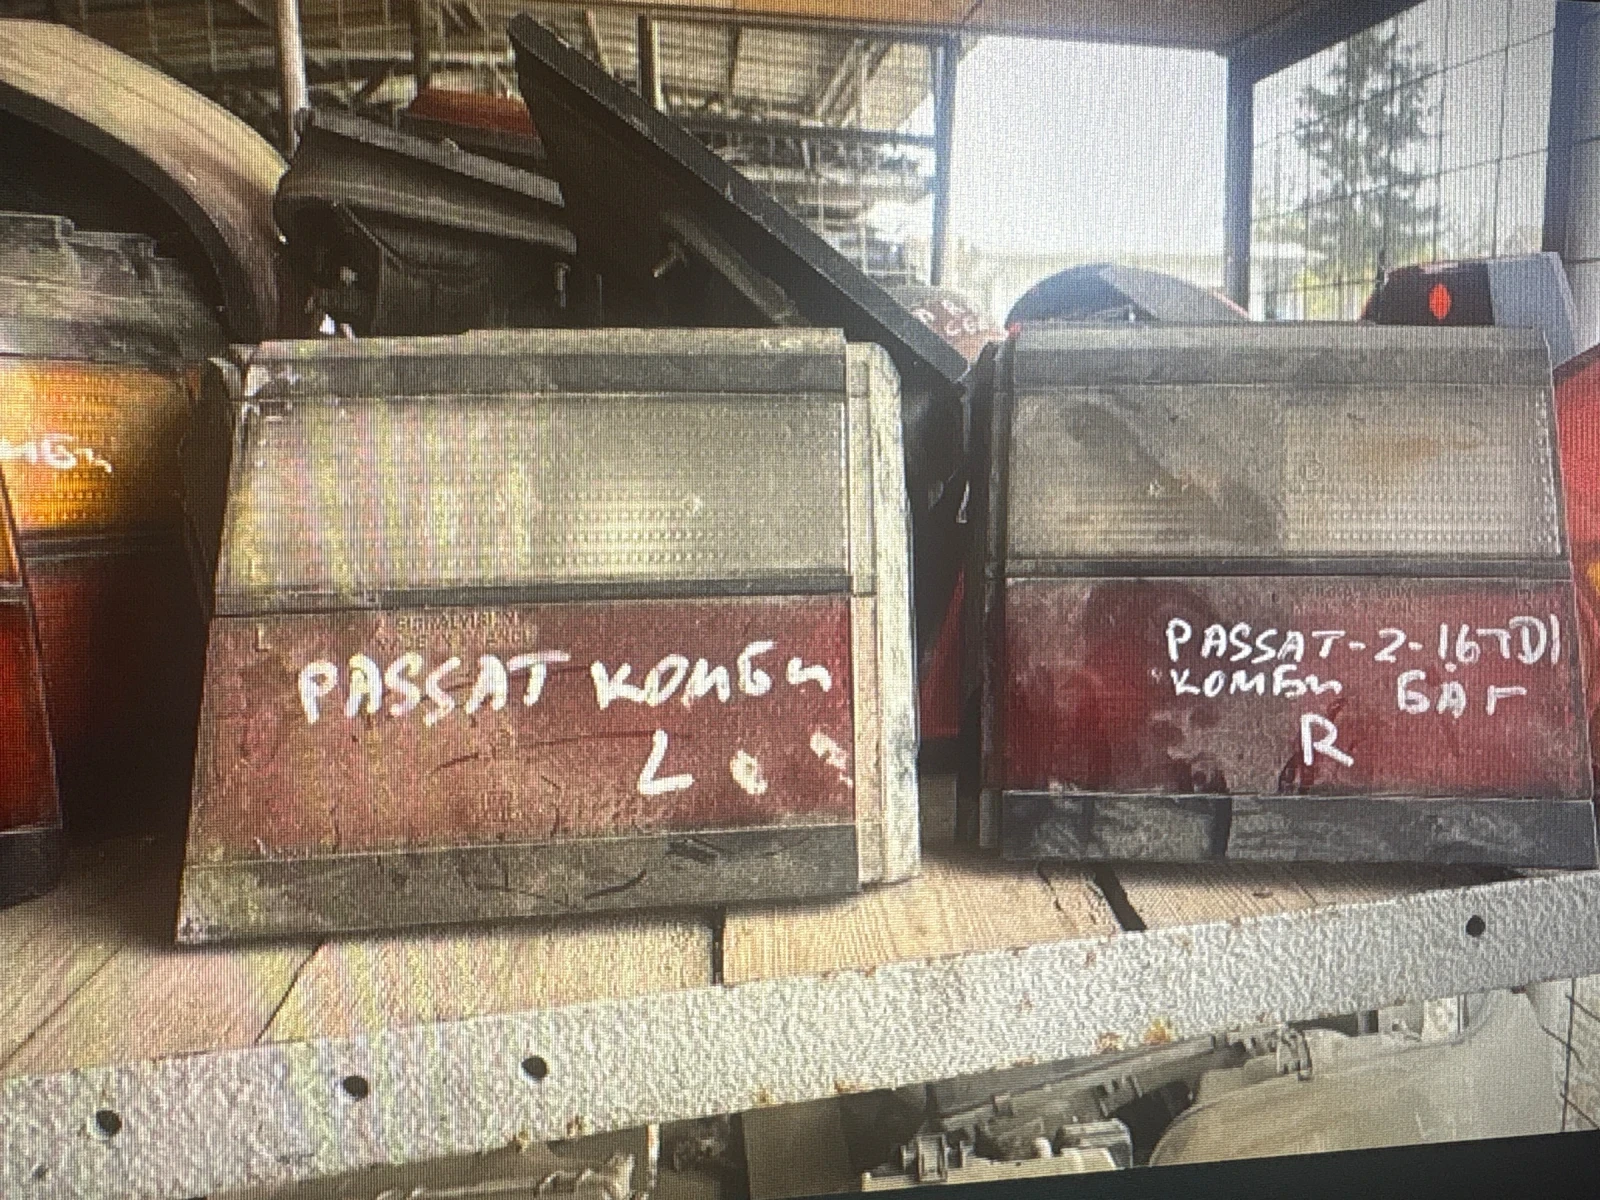 PASSAT КОМБИ
L
PASSAT-2-1.6TDI
КОМБИ БАГ
R